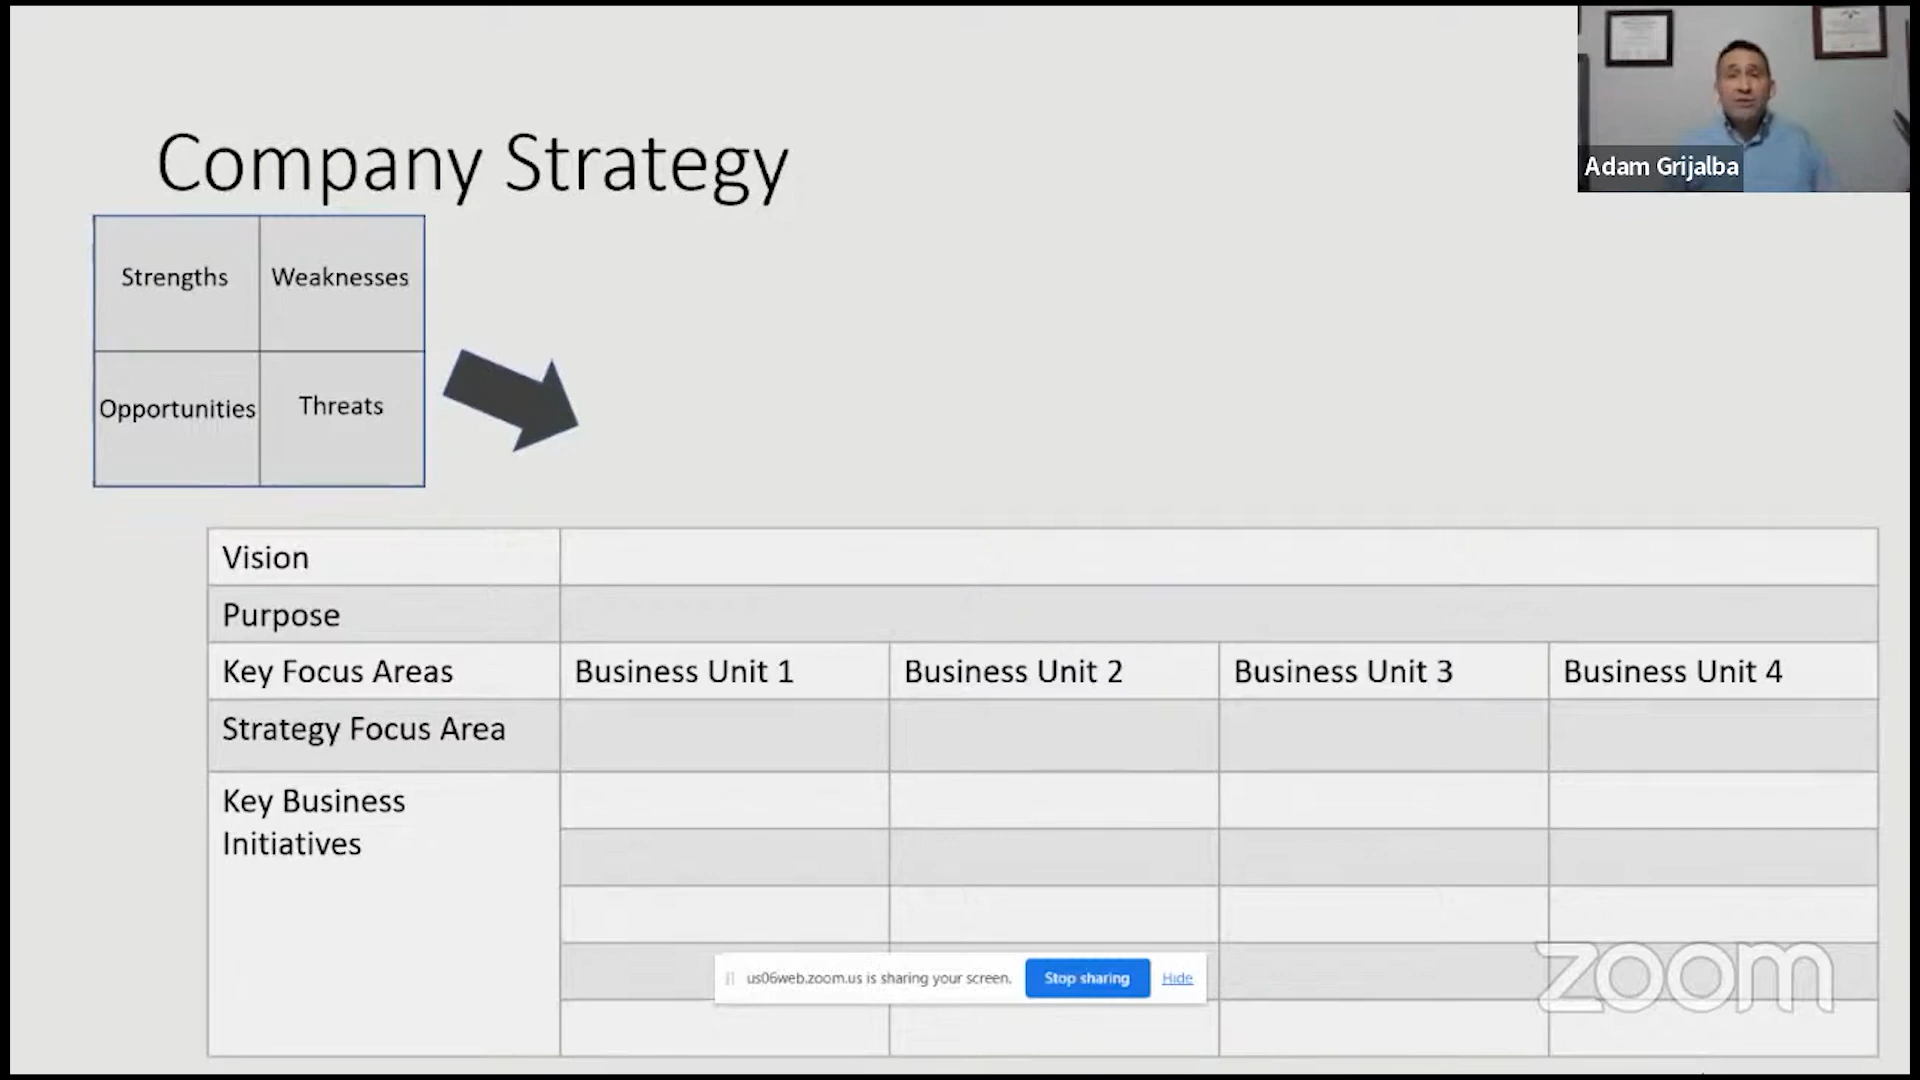 Adam Grijalba
Company Strategy
Strengths
Weaknesses
Opportunities
Threats
Vision
Purpose
Key Focus Areas
Business Unit 1
Business Unit 2
Business Unit 3
Business Unit 4
Strategy Focus Area
Key Business
Initiatives
us06web.zoom.us is sharing your screen.
Stop sharing
Hide
zoom